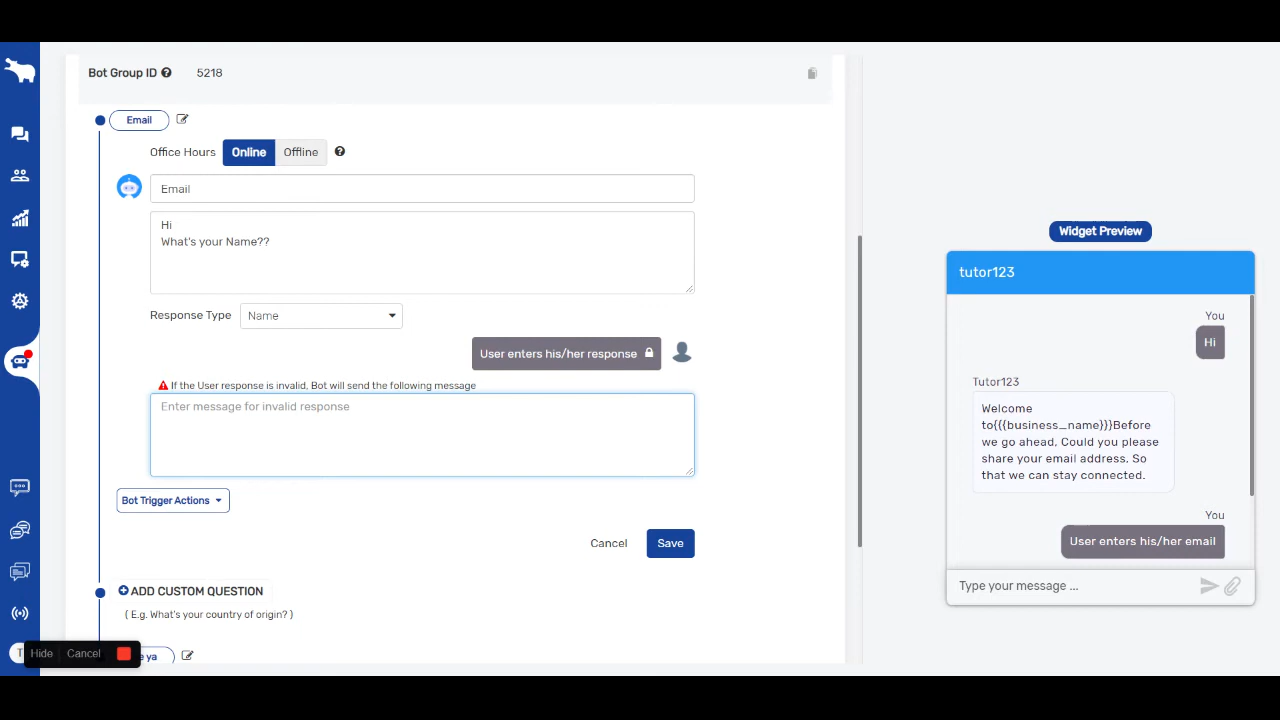 Bot Group ID 5218
Email
Office Hours Online Offline
Email
Hi
What's your Name??
Response Type Name
User enters his/her response
If the User response is invalid, Bot will send the following message
Enter message for invalid response
Bot Trigger Actions
Cancel Save
ADD CUSTOM QUESTION
( E.g. What's your country of origin? )
T Hide Cancel
e ya
Widget Preview
tutor123
You
Hi
Tutor123
Welcome
to{{{business_name}}}Before
we go ahead, Could you please
share your email address, So
that we can stay connected.
You
User enters his/her email
Type your message ...